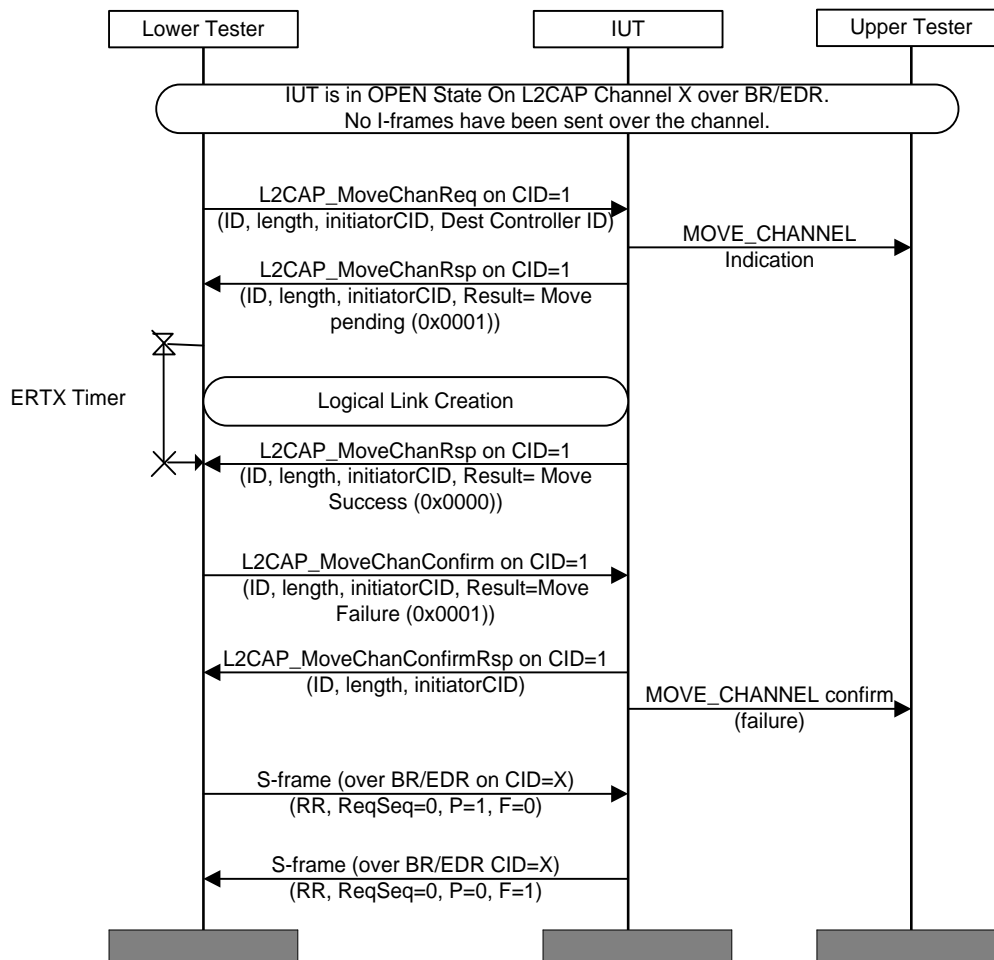 Lower Tester
IUT
Upper Tester
IUT is in OPEN State On L2CAP Channel X over BR/EDR.
No I-frames have been sent over the channel.
L2CAP_MoveChanReq on CID=1
(ID, length, initiatorCID, Dest Controller ID)
MOVE_CHANNEL
Indication
L2CAP_MoveChanRsp on CID=1
(ID, length, initiatorCID, Result= Move
pending (0x0001))
ERTX Timer
Logical Link Creation
L2CAP_MoveChanRsp on CID=1
(ID, length, initiatorCID, Result= Move
Success (0x0000))
L2CAP_MoveChanConfirm on CID=1
(ID, length, initiatorCID, Result=Move
Failure (0x0001))
L2CAP_MoveChanConfirmRsp on CID=1
(ID, length, initiatorCID)
MOVE_CHANNEL confirm
(failure)
S-frame (over BR/EDR on CID=X)
(RR, ReqSeq=0, P=1, F=0)
S-frame (over BR/EDR CID=X)
(RR, ReqSeq=0, P=0, F=1)